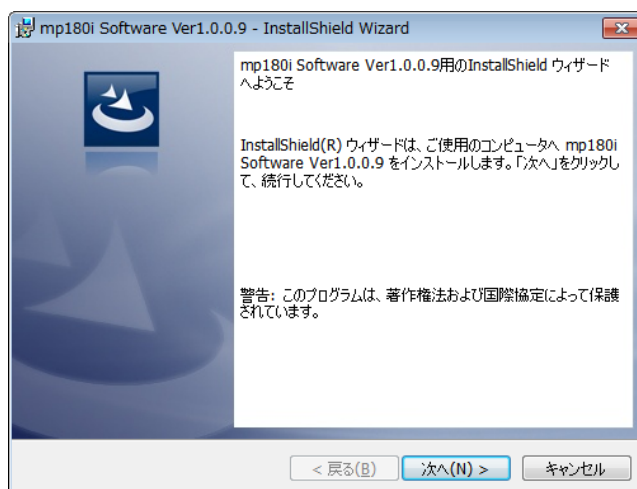 mp180i Software Ver1.0.0.9 - InstallShield Wizard
mp180i Software Ver1.0.0.9用のInstallShield ウィザード
へようこそ
InstallShield(R) ウィザードは、ご使用のコンピュータへ mp180i
Software Ver1.0.0.9 をインストールします。「次へ」をクリックし
て、続行してください。
警告: このプログラムは、著作権法および国際協定によって保護
されています。
< 戻る(B)
次へ(N) >
キャンセル